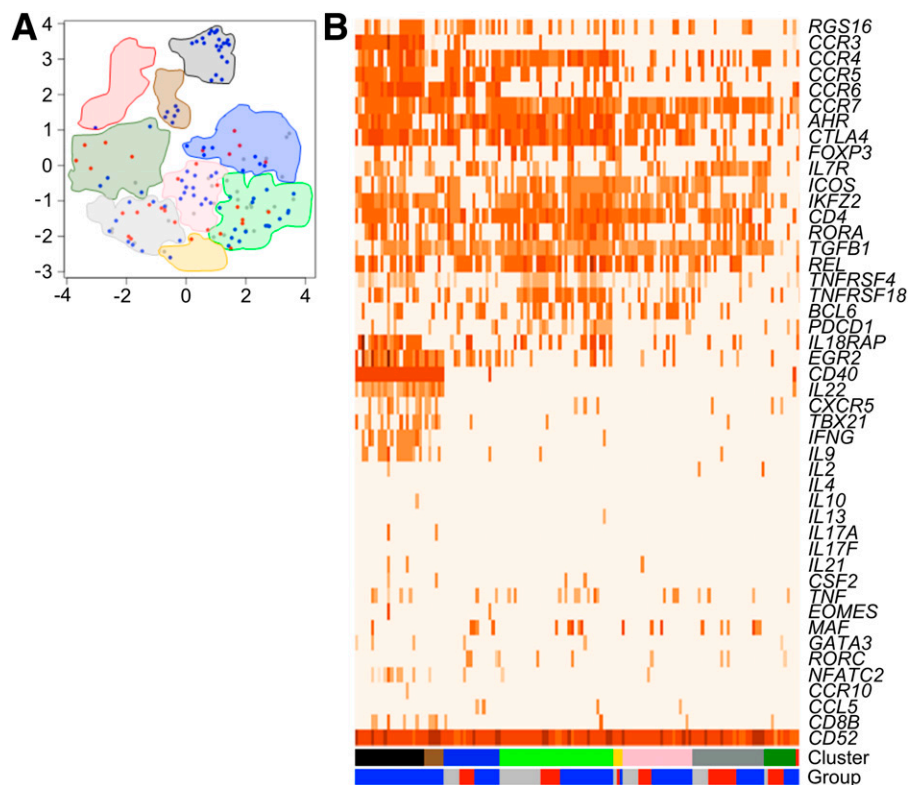 A
4
3
2
1
0
-1
-2
-3
-4 -2 0 2 4
B
RGS16
CCR3
CCR4
CCR5
CCR6
CCR7
AHR
CTLA4
FOXP3
IL7R
ICOS
IKFZ2
CD4
RORA
TGFB1
REL
TNFRSF4
TNFRSF18
BCL6
PDCD1
IL18RAP
EGR2
CD40
IL22
CXCR5
TBX21
IFNG
IL9
IL2
IL4
IL10
IL13
IL17A
IL17F
IL21
CSF2
TNF
EOMES
MAF
GATA3
RORC
NFATC2
CCR10
CCL5
CD8B
CD52
Cluster
Group